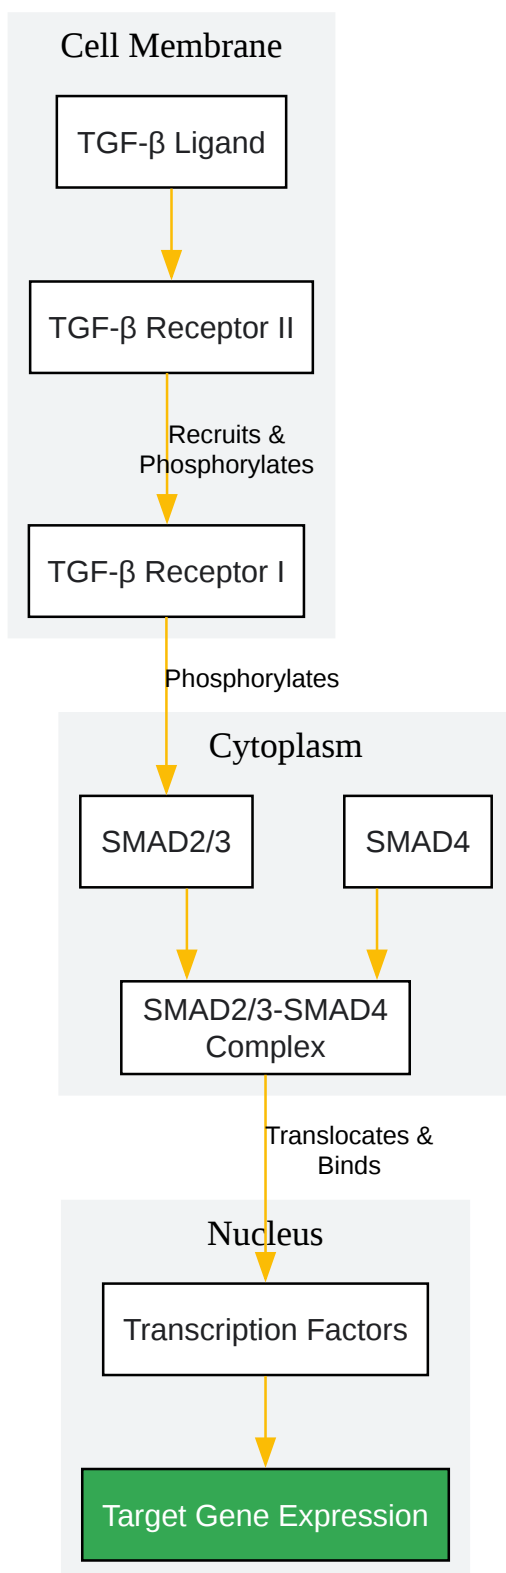 Cell Membrane
TGF-β Ligand
TGF-β Receptor II
Recruits &
Phosphorylates
TGF-β Receptor I
Phosphorylates
Cytoplasm
SMAD2/3
SMAD4
SMAD2/3-SMAD4
Complex
Translocates &
Binds
Nucleus
Transcription Factors
Target Gene Expression